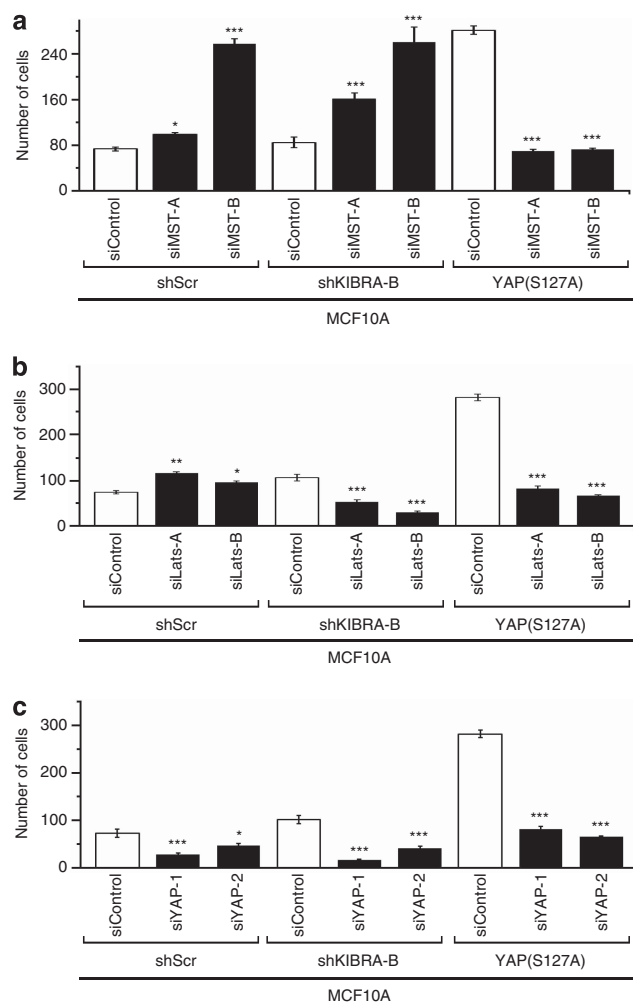 a
Number of cells
240
160
80
0
*
***
***
***
***
***
siControl
siMST-A
siMST-B
siControl
siMST-A
siMST-B
siControl
siMST-A
siMST-B
shScr
shKIBRA-B
YAP(S127A)
MCF10A
b
Number of cells
300
200
100
0
**
*
***
***
***
***
siControl
siLats-A
siLats-B
siControl
siLats-A
siLats-B
siControl
siLats-A
siLats-B
shScr
shKIBRA-B
YAP(S127A)
MCF10A
c
Number of cells
300
200
100
0
***
*
***
***
***
***
siControl
siYAP-1
siYAP-2
siControl
siYAP-1
siYAP-2
siControl
siYAP-1
siYAP-2
shScr
shKIBRA-B
YAP(S127A)
MCF10A